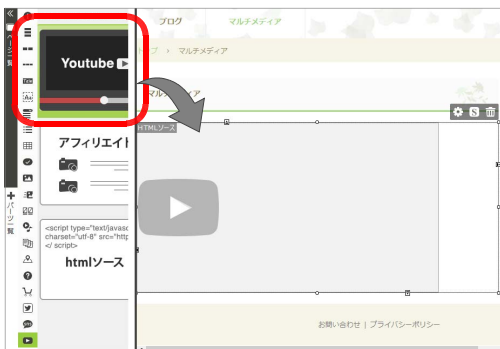 ページ一覧
パーツ一覧
Youtube
アフィリエイト
<script type="text/javasc
charset="utf-8" src="http
</ script>
htmlソース
ブログ
マルチメディア
トップ > マルチメディア
マルチメディア
HTMLソース
S
お問い合わせ | プライバシーポリシー